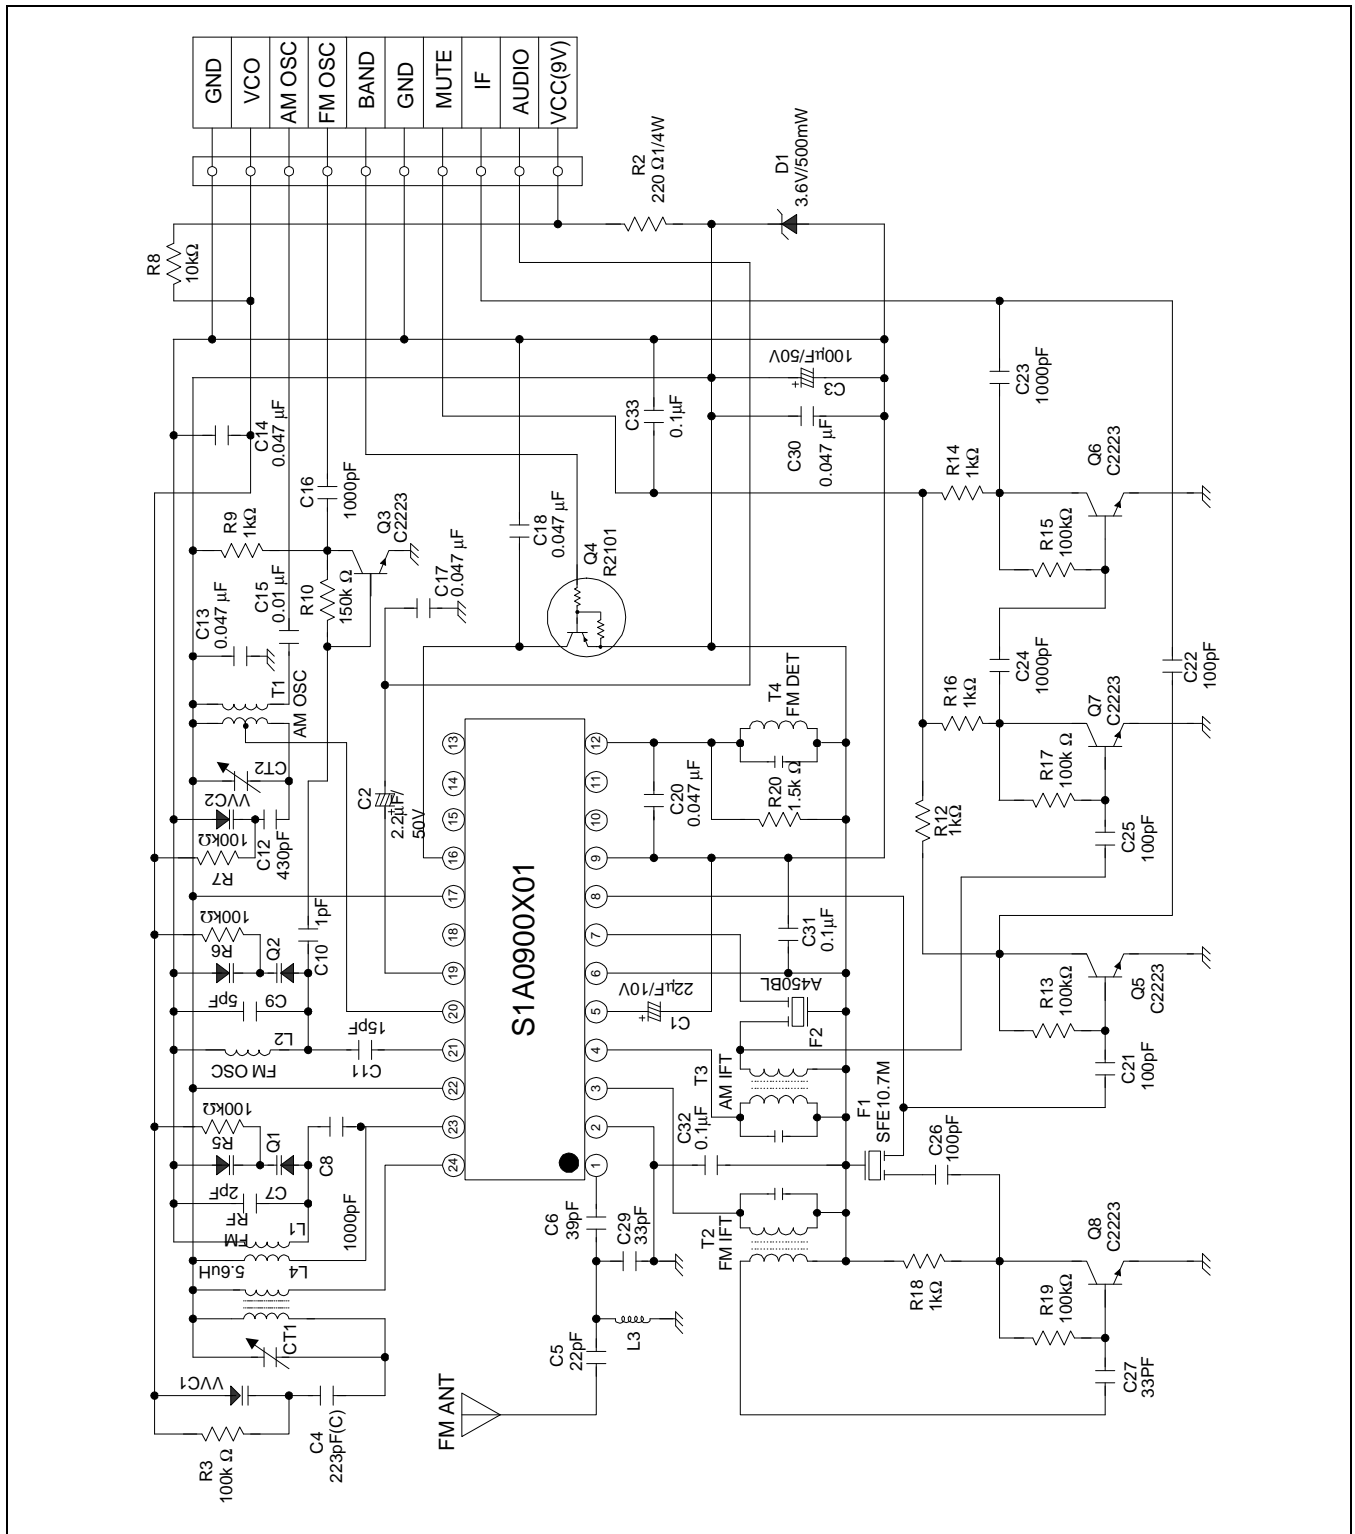 GND
VCO
AM OSC
FM OSC
BAND
GND
MUTE
IF
AUDIO
VCC(9V)
R8
10kΩ
R2
220 Ω1/4W
D1
3.6V/500mW
C14
0.047 µF
C16
1000pF
R9
1kΩ
Q3
C2223
C13
0.047 µF
C15
0.01 µF
R10
150k Ω
C17
0.047 µF
C18
0.047 µF
Q4
R2101
C33
0.1µF
100µF/50V
+
C3
C30
0.047 µF
C23
1000pF
R14
1kΩ
Q6
C2223
R15
100kΩ
C24
1000pF
R16
1kΩ
Q7
C2223
C22
100pF
R17
100k Ω
R12
1kΩ
C25
100pF
T1
AM OSC
CT2
VVC2
C12
430pF
100kΩ
R7
C2
+
2.2µF/
50V
T4
FM DET
C20
0.047 µF
R20
1.5k Ω
13
14
15
16
17
18
19
20
21
22
23
24
S1A0900X01
12
11
10
9
8
7
6
5
4
3
2
1
100kΩ
R6
Q2
1pF
C10
5pF
C9
L2
FM OSC
15pF
C11
C31
0.1µF
22µF/10V
+
C1
A450BL
F2
T3
AM IFT
R13
100kΩ
Q5
C2223
C21
100pF
100kΩ
R5
Q1
C8
1000pF
2pF
C7
RF
FM
L1
5.6uH
L4
CT1
VVC1
C4
223pF(C)
R3
100k Ω
C32
0.1µF
F1
SFE10.7M
C26
100pF
C6
39pF
C29
33pF
T2
FM IFT
C5
22pF
L3
FM ANT
R18
1kΩ
R19
100kΩ
Q8
C2223
C27
33PF